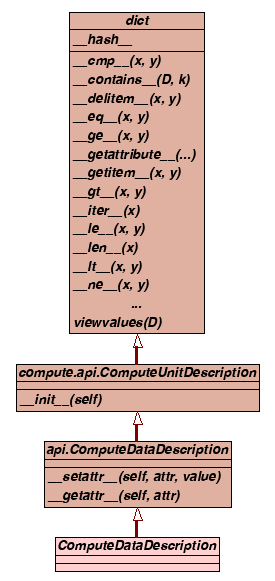 dict
__hash__
__cmp__(x, y)
__contains__(D, k)
__delitem__(x, y)
__eq__(x, y)
__ge__(x, y)
__getattribute__(...)
__getitem__(x, y)
__gt__(x, y)
__iter__(x)
__le__(x, y)
__len__(x)
__lt__(x, y)
__ne__(x, y)
...
viewvalues(D)
compute.api.ComputeUnitDescription
__init__(self)
api.ComputeDataDescription
__setattr__(self, attr, value)
__getattr__(self, attr)
ComputeDataDescription